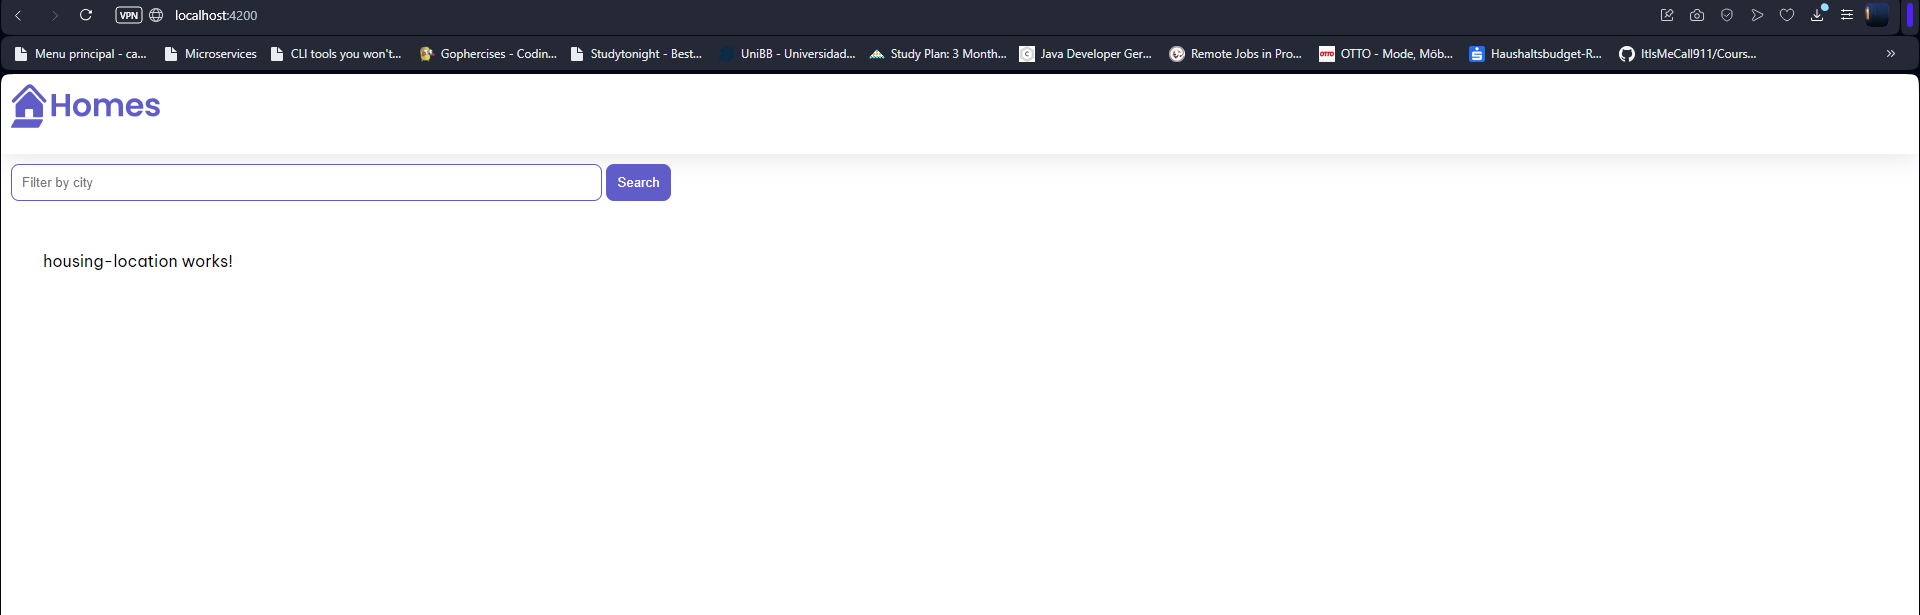 VPN localhost:4200
Menu principal - ca... Microservices CLI tools you won't... Gophercises - Codin... Studytonight - Best... UniBB - Universidad... Study Plan: 3 Month... Java Developer Ger... Remote Jobs in Pro... OTTO - Mode, Möb... Haushaltsbudget-R... ItIsMeCall911/Cours... »
Homes
Filter by city Search
housing-location works!